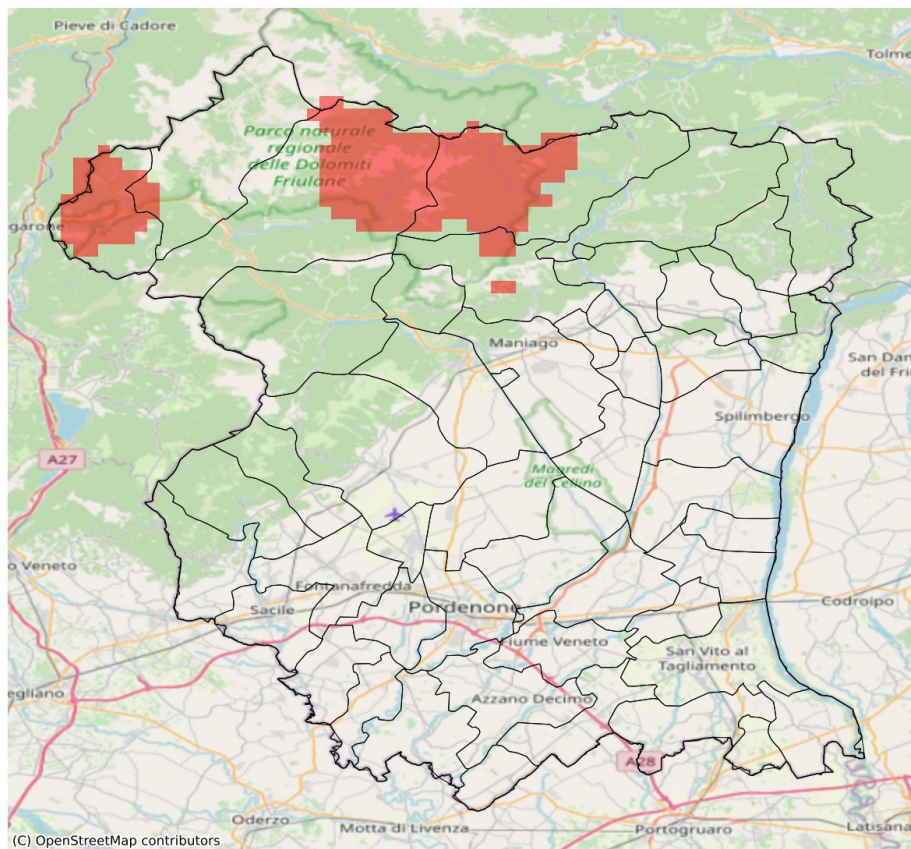 Pieve di Cadore
Tolme
Parco naturale
regionale
delle Dolomiti
Friulane
garone
Maniago
San Dan
del Fri
Spilimbergo
A27
Magredi
del Cellina
o Veneto
Fontanafredda
Sacile
Pordenone
Codroipo
Fiume Veneto
San Vito al
Tagliamento
egliano
Azzano Decimo
A28
Oderzo
Motta di Livenza
Portogruaro
Latisana
(C) OpenStreetMap contributors